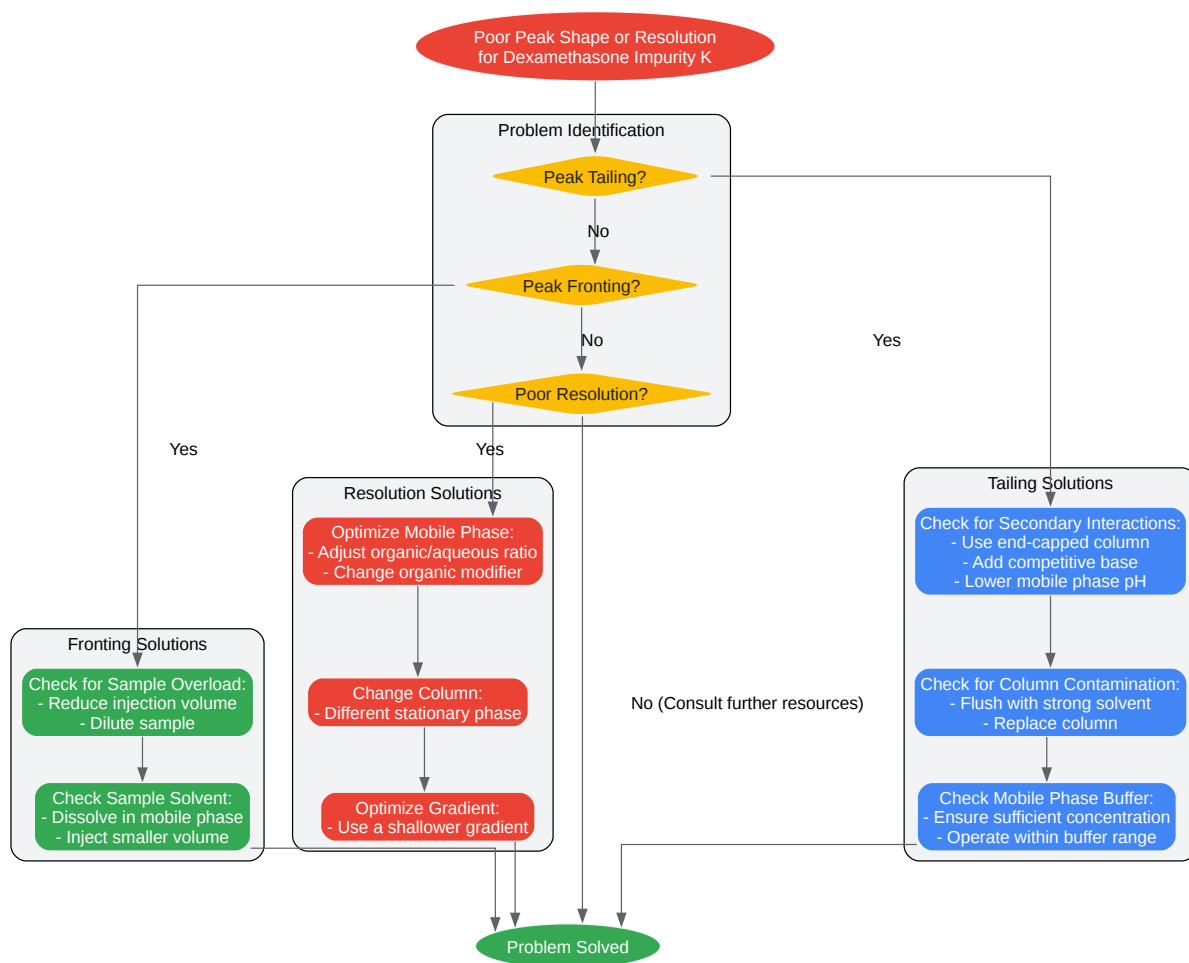 Poor Peak Shape or Resolution
for Dexamethasone Impurity K
Problem Identification
Peak Tailing?
No
Peak Fronting?
No
Yes
Poor Resolution?
Yes
Yes
Resolution Solutions
Optimize Mobile Phase:
- Adjust organic/aqueous ratio
- Change organic modifier
Change Column:
- Different stationary phase
Optimize Gradient:
- Use a shallower gradient
Tailing Solutions
Check for Secondary Interactions:
- Use end-capped column
- Add competitive base
- Lower mobile phase pH
Check for Column Contamination:
- Flush with strong solvent
- Replace column
Check Mobile Phase Buffer:
- Ensure sufficient concentration
- Operate within buffer range
Fronting Solutions
Check for Sample Overload:
- Reduce injection volume
- Dilute sample
Check Sample Solvent:
- Dissolve in mobile phase
- Inject smaller volume
No (Consult further resources)
Problem Solved